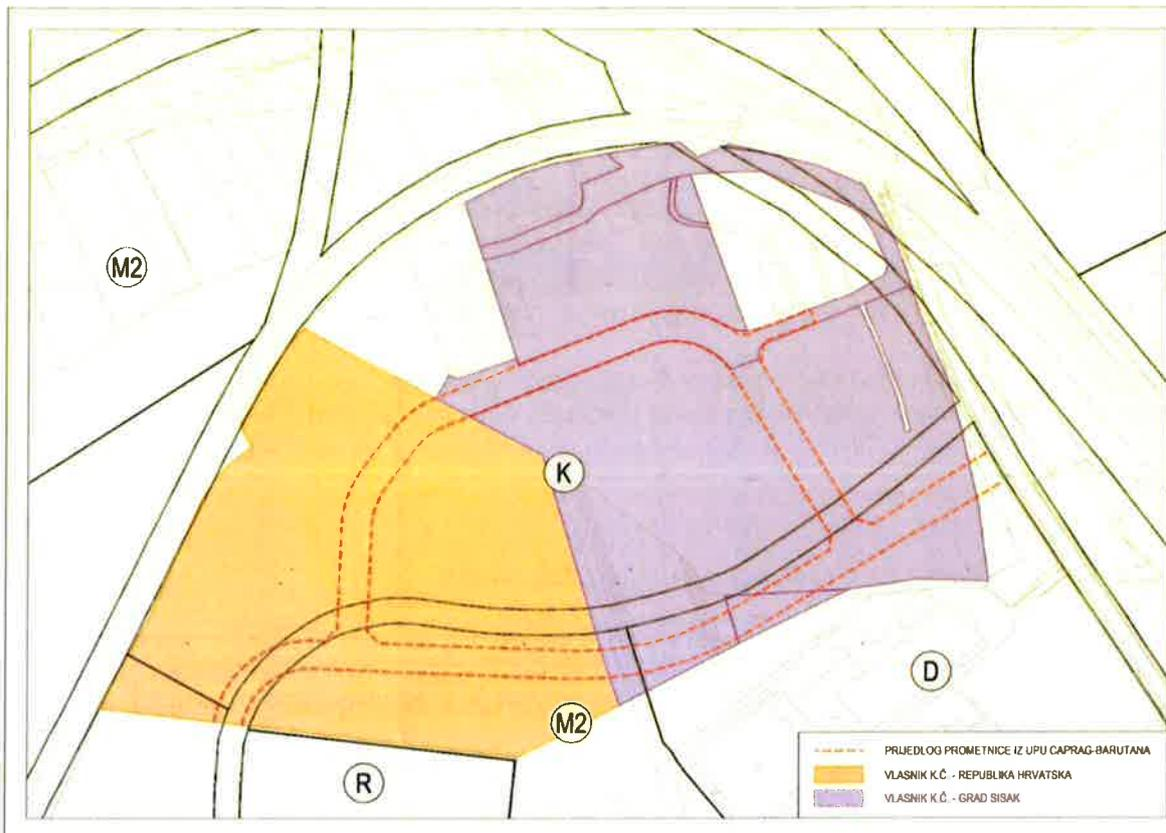 M2
K
D
M2
R
PRIJEDLOG PROMETNICE IZ UPU CAPRAG-BARUTANA
VLASNIK K.Č. - REPUBLIKA HRVATSKA
VLASNIK K.Č. - GRAD SISAK